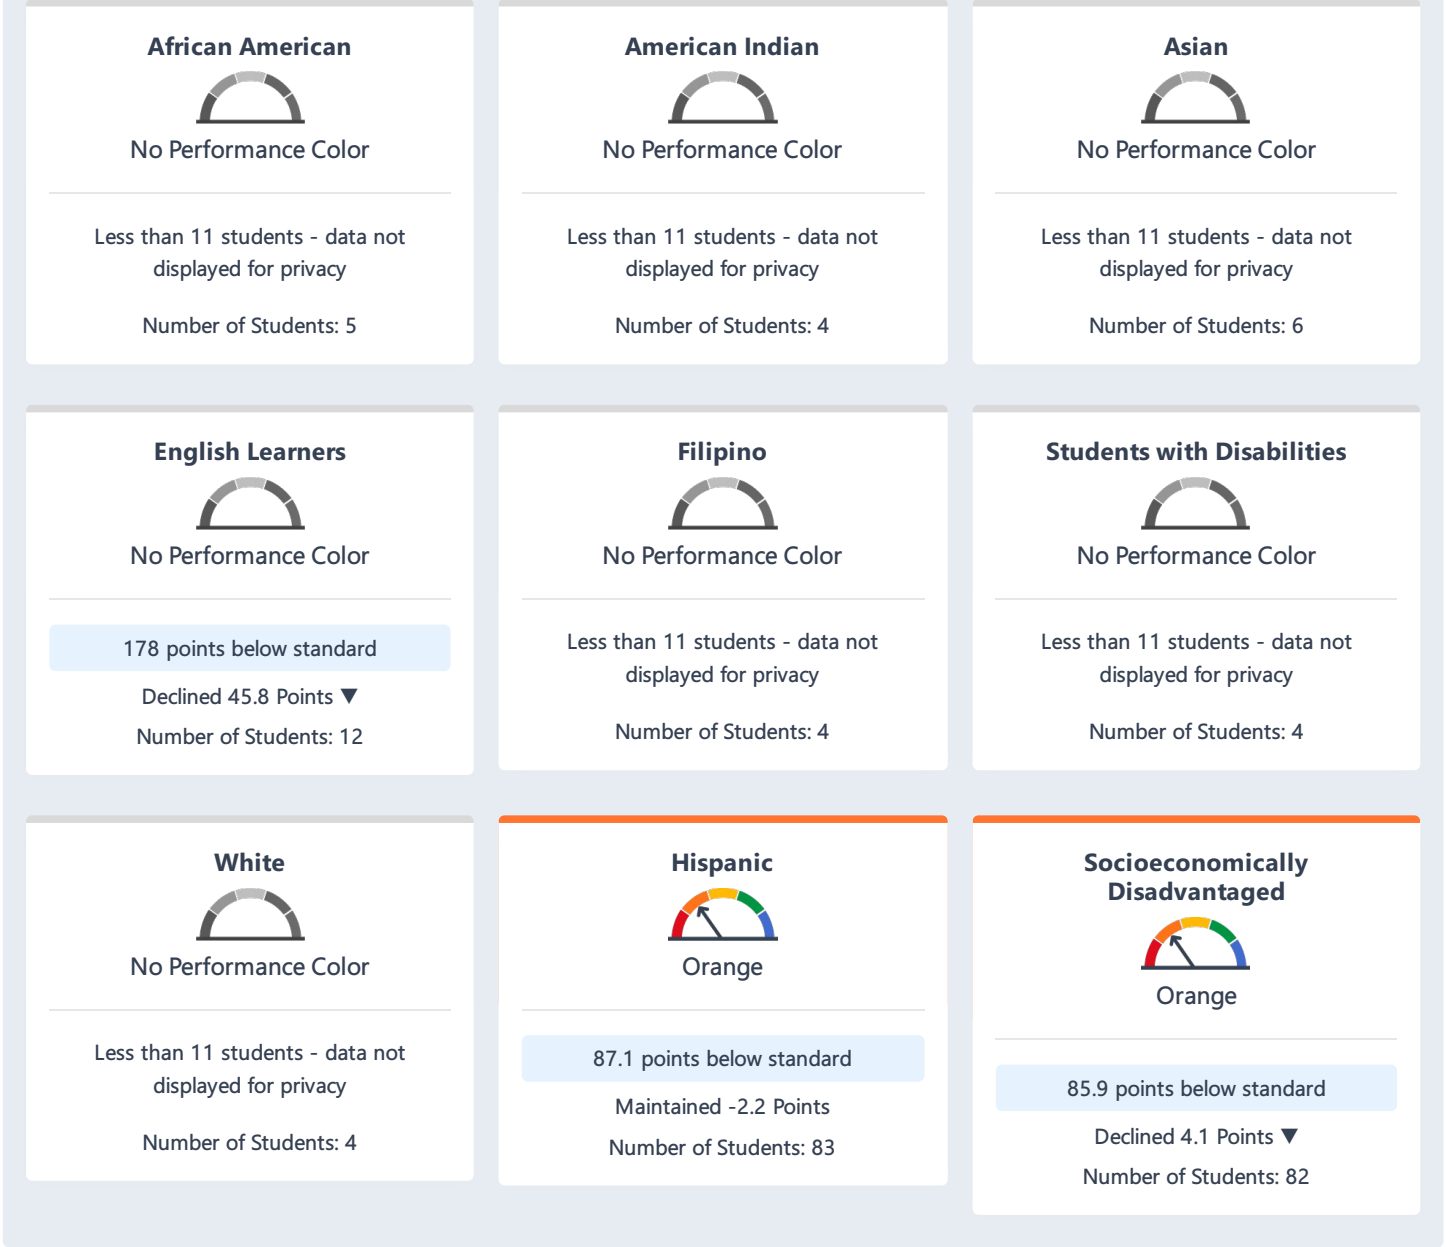 African American
No Performance Color
Less than 11 students - data not
displayed for privacy
Number of Students: 5
American Indian
No Performance Color
Less than 11 students - data not
displayed for privacy
Number of Students: 4
Asian
No Performance Color
Less than 11 students - data not
displayed for privacy
Number of Students: 6
English Learners
No Performance Color
178 points below standard
Declined 45.8 Points ▼
Number of Students: 12
Filipino
No Performance Color
Less than 11 students - data not
displayed for privacy
Number of Students: 4
Students with Disabilities
No Performance Color
Less than 11 students - data not
displayed for privacy
Number of Students: 4
White
No Performance Color
Less than 11 students - data not
displayed for privacy
Number of Students: 4
Hispanic
Orange
87.1 points below standard
Maintained -2.2 Points
Number of Students: 83
Socioeconomically
Disadvantaged
Orange
85.9 points below standard
Declined 4.1 Points ▼
Number of Students: 82